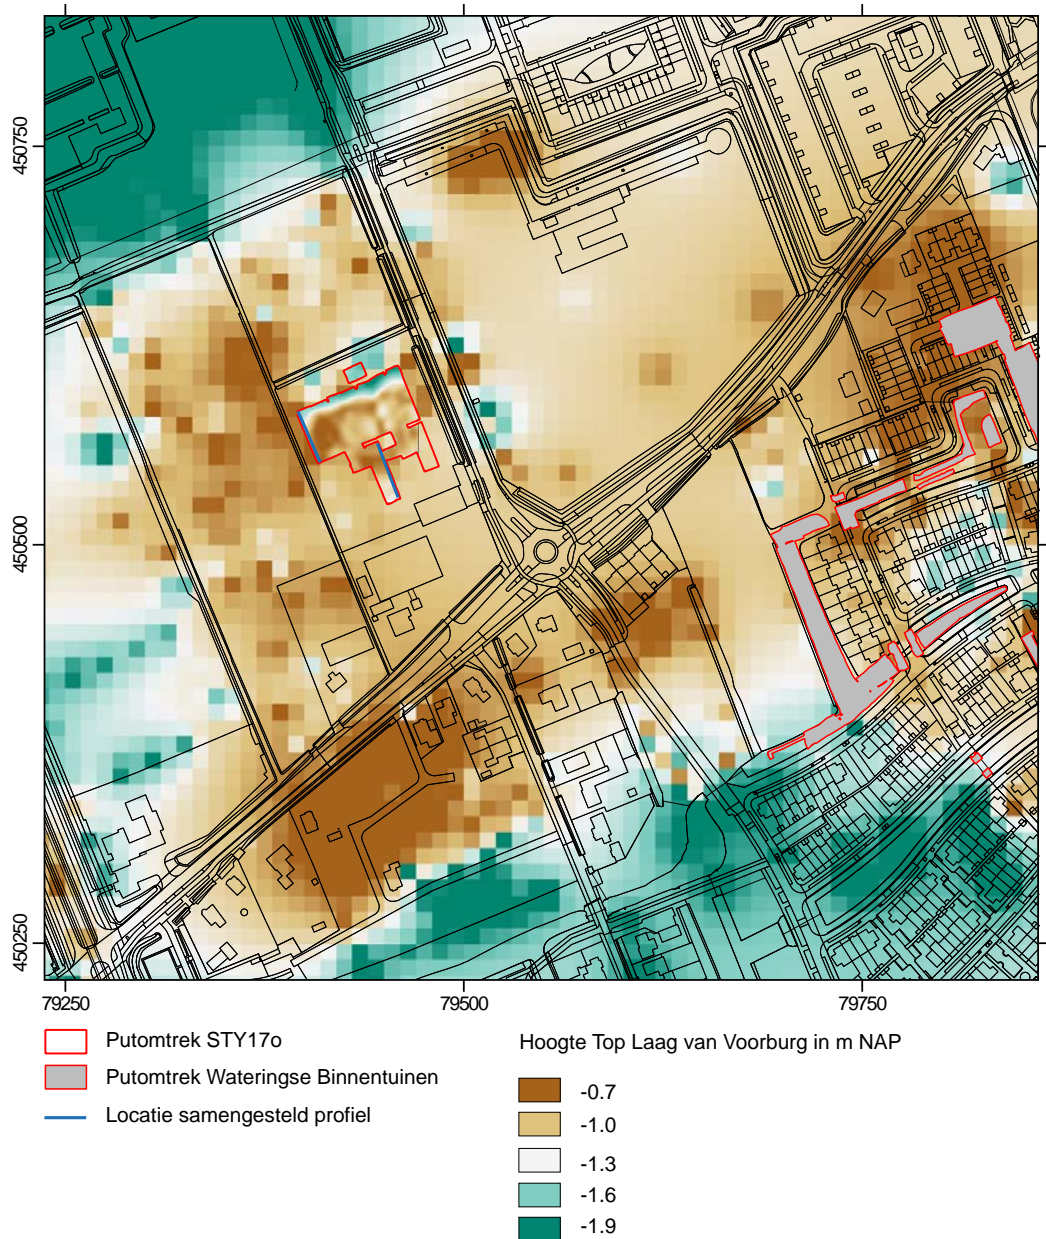 450750
450500
450250
79250
79500
79750
Putomtrek STY17o
Putomtrek Wateringse Binnentuinen
Locatie samengesteld profiel
Hoogte Top Laag van Voorburg in m NAP
-0.7
-1.0
-1.3
-1.6
-1.9